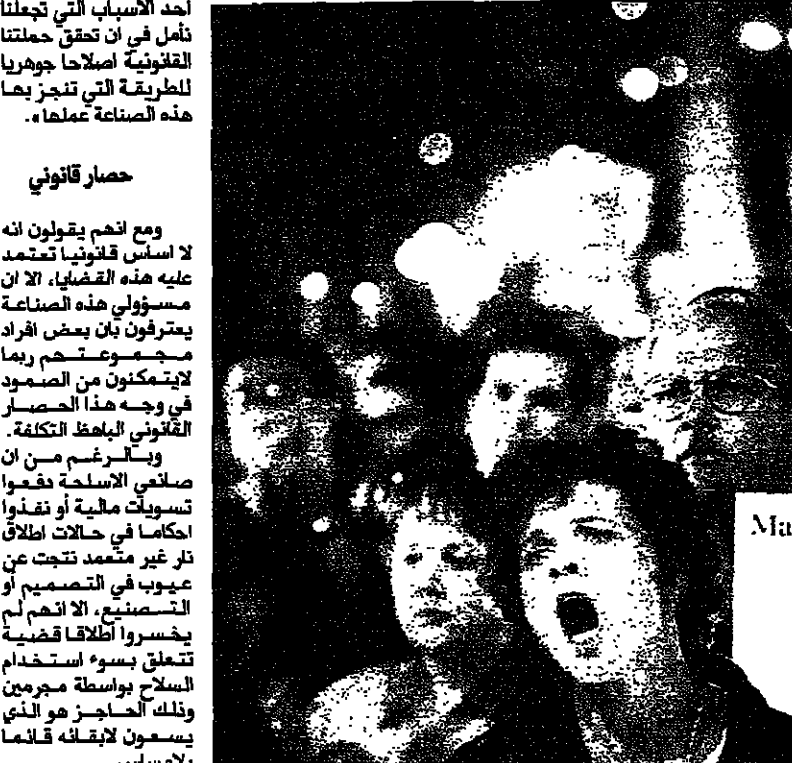 احد الاسباب التي تجعلنا
نأمل في ان تحقق حملتنا
القانونية اصلاحا جوهريا
للطريقة التي تنجز بها
هذه الصناعة عملها».
حصار قانوني
ومع انهم يقولون انه
لا اساس قانونيا تعتمد
عليه هذه القضايا، الا ان
مسؤولي هذه الصناعة
يعترفون بان بعض افراد
مجموعتهم ربما
لايتمكنون من الصمود
في وجه هذا الحصار
القانوني الباهظ التكلفة.
وبالرغم من ان
صانعي الاسلحة دفعوا
تسويات مالية أو نفذوا
احكاما في حالات اطلاق
نار غير متعمد نتجت عن
عيوب في التصميم أو
التصنيع، الا انهم لم
يخسروا اطلاقا قضية
تتعلق بسوء استخدام
السلاح بواسطة مجرمين
وذلك الحاجز هو الذي
يسعون لابقائه قائما
Ma